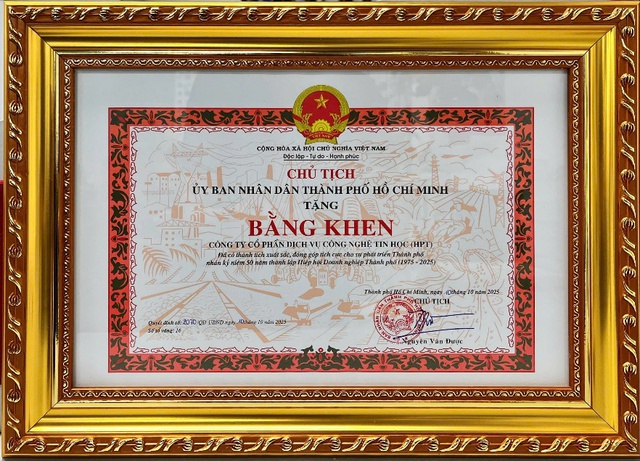 CỘNG HÒA XÃ HỘI CHỦ NGHĨA VIỆT NAM
Độc lập - Tự do - Hạnh phúc
CHỦ TỊCH
ỦY BAN NHÂN DÂN THÀNH PHỐ HỒ CHÍ MINH
TẶNG
BẰNG KHEN
CÔNG TY CỔ PHẦN DỊCH VỤ CÔNG NGHỆ TIN HỌC (HPT)
Đã có thành tích xuất sắc, đóng góp tích cực cho sự phát triển Thành phố
nhân kỷ niệm 50 năm thành lập Hiệp hội Doanh nghiệp Thành phố (1975 - 2025)
Thành phố Hồ Chí Minh, ngày tháng 10 năm 2025
CHỦ TỊCH
Quyết định số: /QĐ-UBND ngày tháng 10 năm 2025
Sổ số vàng: 16
Nguyễn Văn Được